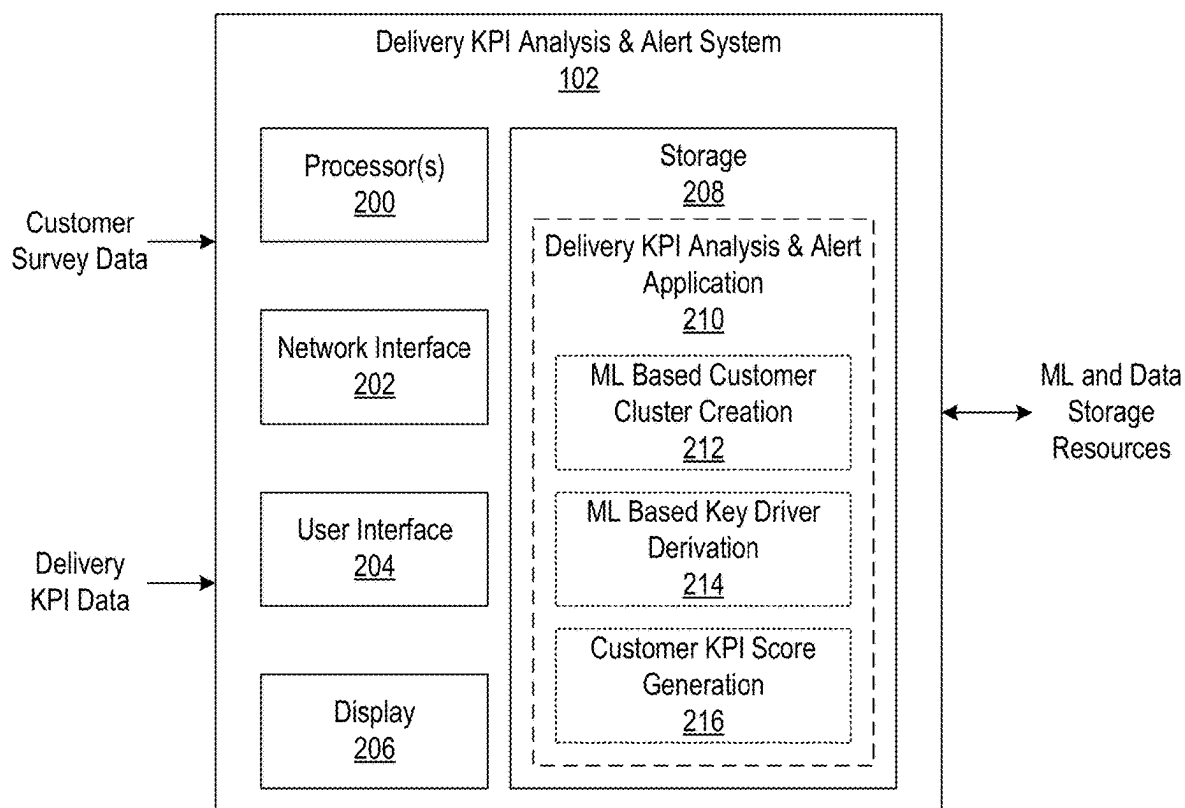 Delivery KPI Analysis & Alert System
102
Customer
Survey Data
Delivery
KPI Data
Processor(s)
200
Network Interface
202
User Interface
204
Display
206
Storage
208
Delivery KPI Analysis & Alert
Application
210
ML Based Customer
Cluster Creation
212
ML Based Key Driver
Derivation
214
Customer KPI Score
Generation
216
ML and Data
Storage
Resources